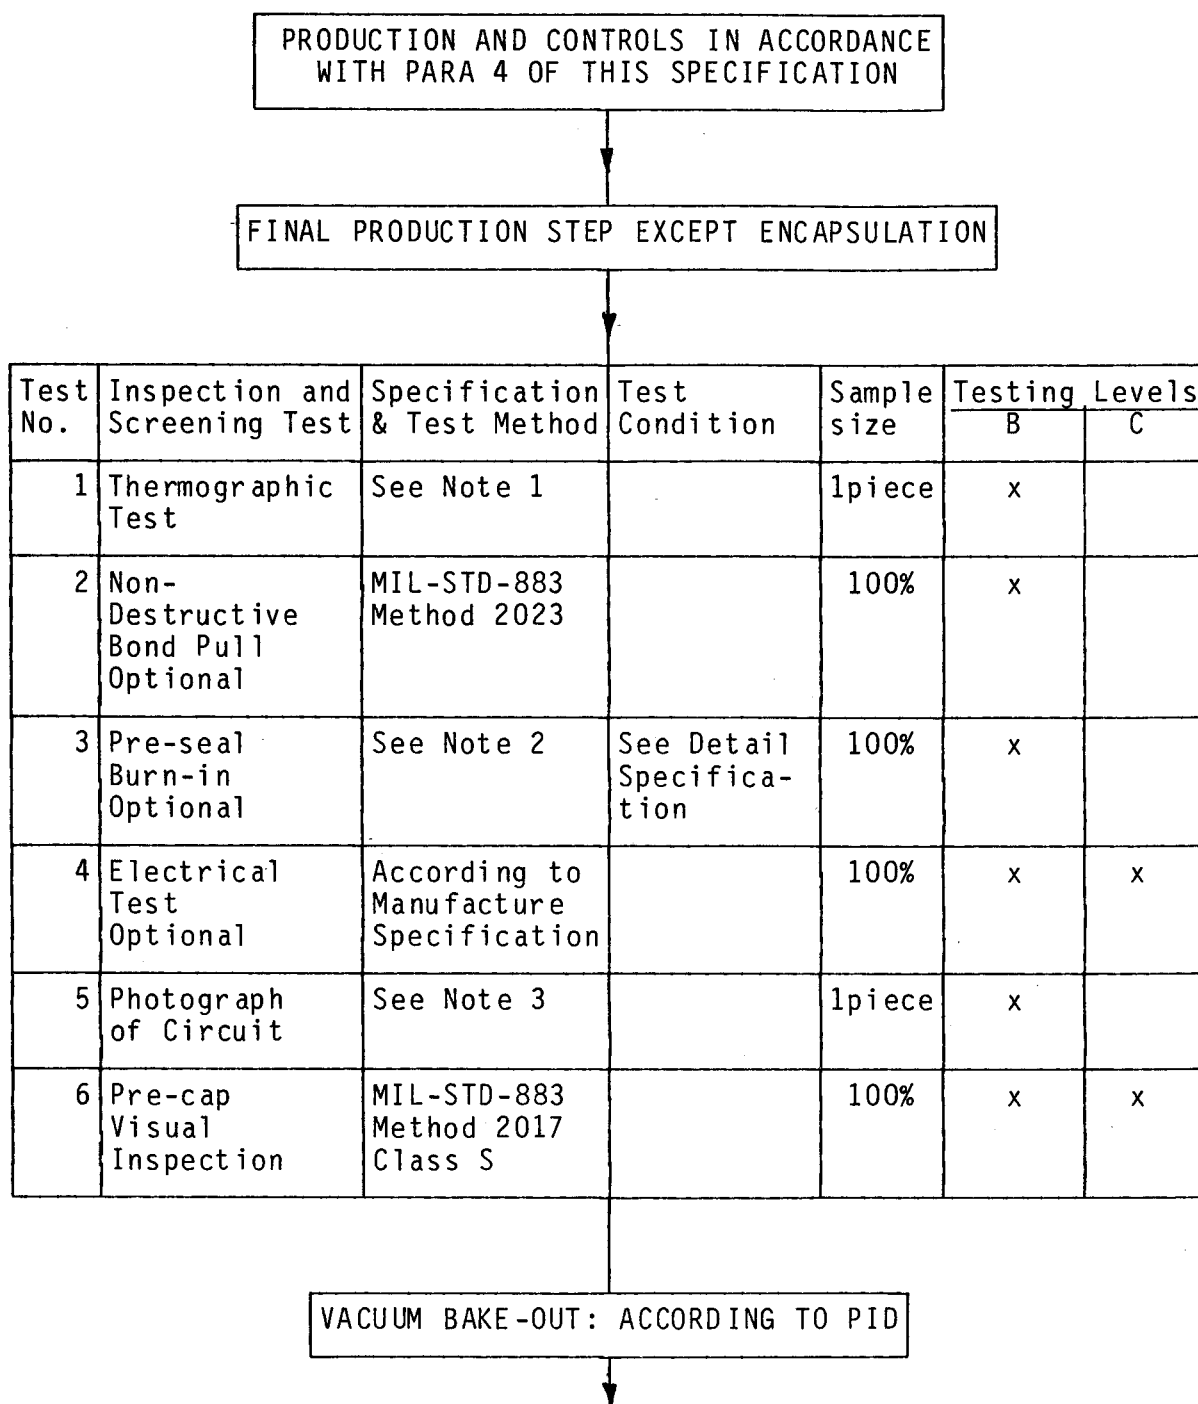 PRODUCTION AND CONTROLS IN ACCORDANCE
WITH PARA 4 OF THIS SPECIFICATION
FINAL PRODUCTION STEP EXCEPT ENCAPSULATION
Test Inspection and Specification Test Sample Testing Levels
No. Screening Test & Test Method Condition size B C
1 Thermographic See Note 1 1piece x
Test
2 Non- MIL-STD-883 100% x
Destructive Method 2023
Bond Pull
Optional
3 Pre-seal See Note 2 See Detail 100% x
Burn-in Specifica-
Optional tion
4 Electrical According to 100% x x
Test Manufacture
Optional Specification
5 Photograph See Note 3 1piece x
of Circuit
6 Pre-cap MIL-STD-883 100% x x
Visual Method 2017
Inspection Class S
VACUUM BAKE-OUT: ACCORDING TO PID